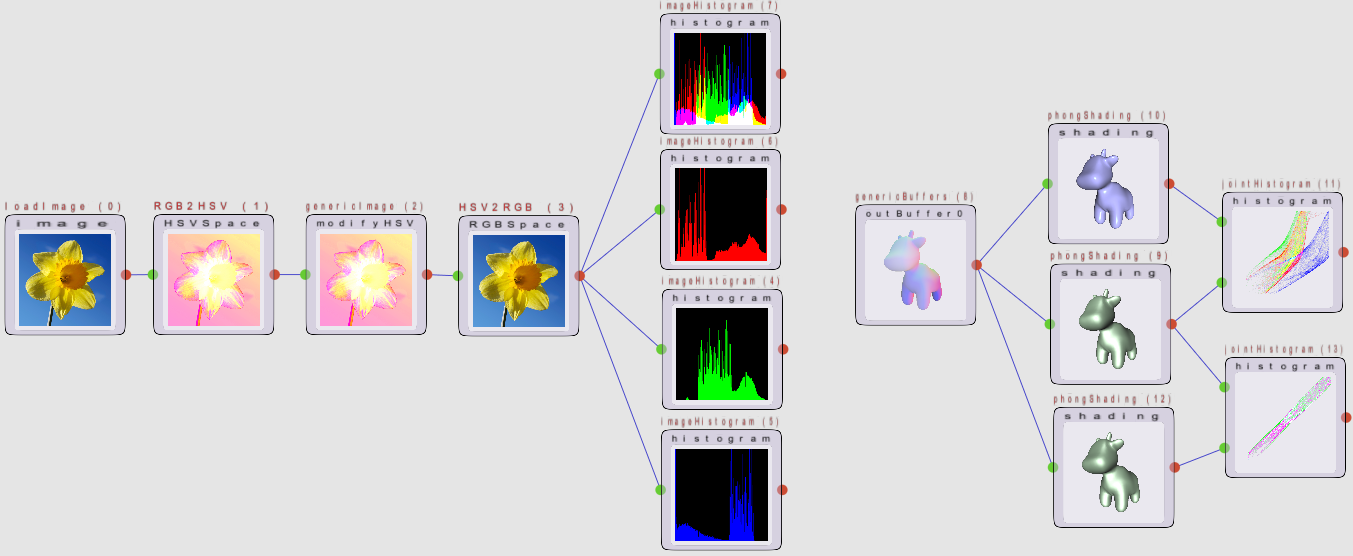 loadImage (0)
image
RGB2HSV (1)
HSVSpace
genericImage (2)
modifyHSV
HSV2RGB (3)
RGBSpace
imageHistogram (7)
histogram
imageHistogram (6)
histogram
imageHistogram (4)
histogram
imageHistogram (5)
histogram
genericBuffers (8)
outBuffer0
phongShading (10)
shading
phongShading (9)
shading
phongShading (12)
shading
jointHistogram (11)
histogram
jointHistogram (13)
histogram